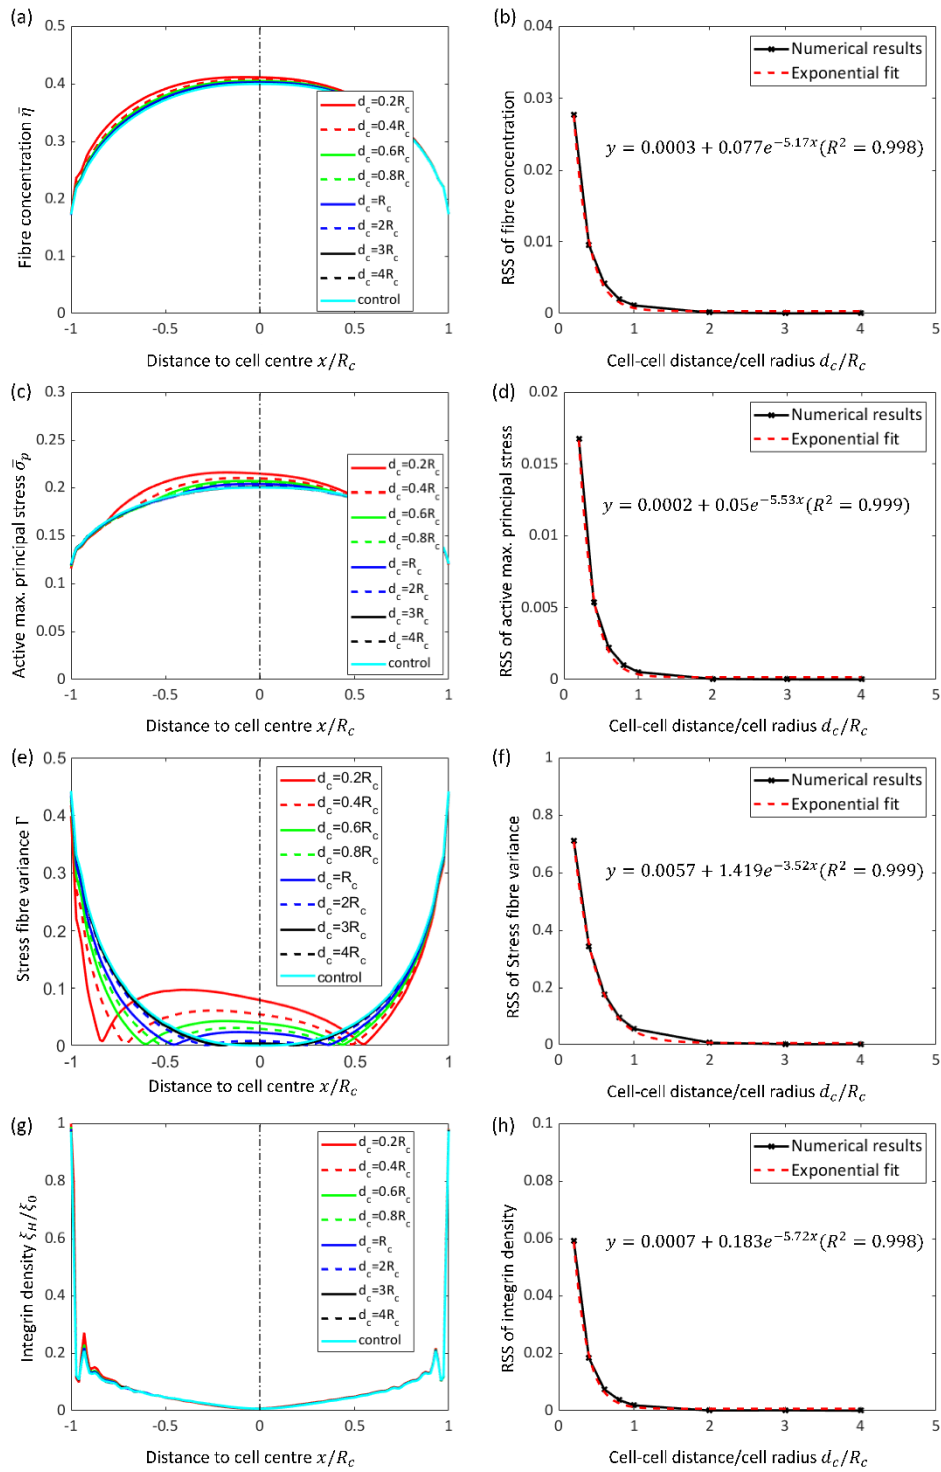 (a)
0.5
0.4
0.3
0.2
0.1
0
Fibre concentration η̄
d_c=0.2R_c
d_c=0.4R_c
d_c=0.6R_c
d_c=0.8R_c
d_c=R_c
d_c=2R_c
d_c=3R_c
d_c=4R_c
control
-1 -0.5 0 0.5 1
Distance to cell centre x/R_c
(b)
0.04
0.03
0.02
0.01
0
RSS of fibre concentration
Numerical results
Exponential fit
y = 0.0003 + 0.077e^{-5.17x}(R² = 0.998)
0 1 2 3 4 5
Cell-cell distance/cell radius d_c/R_c
(c)
0.3
0.25
0.2
0.15
0.1
0.05
0
Active max. principal stress σ̄_p
d_c=0.2R_c
d_c=0.4R_c
d_c=0.6R_c
d_c=0.8R_c
d_c=R_c
d_c=2R_c
d_c=3R_c
d_c=4R_c
control
-1 -0.5 0 0.5 1
Distance to cell centre x/R_c
(d)
0.02
0.015
0.01
0.005
0
RSS of active max. principal stress
Numerical results
Exponential fit
y = 0.0002 + 0.05e^{-5.53x}(R² = 0.999)
0 1 2 3 4 5
Cell-cell distance/cell radius d_c/R_c
(e)
0.5
0.4
0.3
0.2
0.1
0
Stress fibre variance Γ
d_c=0.2R_c
d_c=0.4R_c
d_c=0.6R_c
d_c=0.8R_c
d_c=R_c
d_c=2R_c
d_c=3R_c
d_c=4R_c
control
-1 -0.5 0 0.5 1
Distance to cell centre x/R_c
(f)
1
0.8
0.6
0.4
0.2
0
RSS of Stress fibre variance
Numerical results
Exponential fit
y = 0.0057 + 1.419e^{-3.52x}(R² = 0.999)
0 1 2 3 4 5
Cell-cell distance/cell radius d_c/R_c
(g)
1
0.8
0.6
0.4
0.2
0
Integrin density ξ_H/ξ_0
d_c=0.2R_c
d_c=0.4R_c
d_c=0.6R_c
d_c=0.8R_c
d_c=R_c
d_c=2R_c
d_c=3R_c
d_c=4R_c
control
-1 -0.5 0 0.5 1
Distance to cell centre x/R_c
(h)
0.1
0.08
0.06
0.04
0.02
0
RSS of integrin density
Numerical results
Exponential fit
y = 0.0007 + 0.183e^{-5.72x}(R² = 0.998)
0 1 2 3 4 5
Cell-cell distance/cell radius d_c/R_c